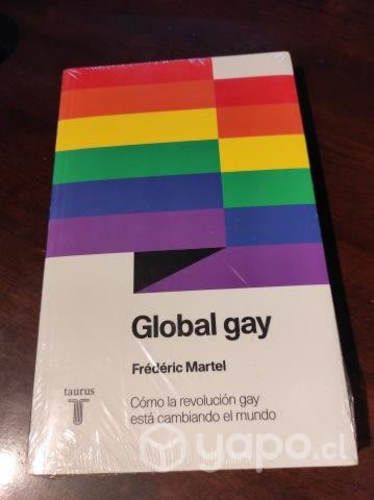 Global gay
Frédéric Martel
taurus
T
Cómo la revolución gay
está cambiando el mundo
yapo.cl